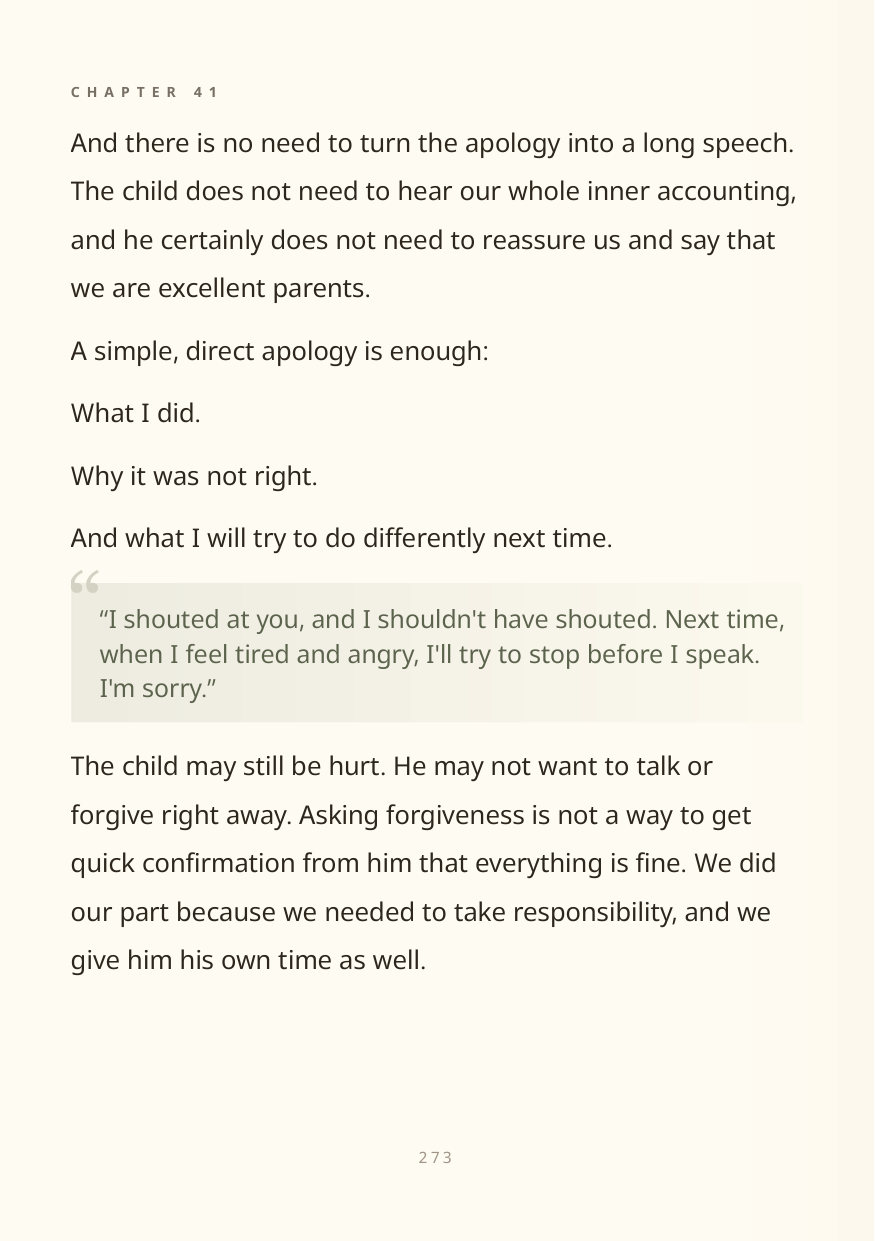 CHAPTER 41
And there is no need to turn the apology into a long speech.
The child does not need to hear our whole inner accounting,
and he certainly does not need to reassure us and say that
we are excellent parents.
A simple, direct apology is enough:
What I did.
Why it was not right.
And what I will try to do differently next time.
“
“I shouted at you, and I shouldn't have shouted. Next time,
when I feel tired and angry, I'll try to stop before I speak.
I'm sorry.”
The child may still be hurt. He may not want to talk or
forgive right away. Asking forgiveness is not a way to get
quick confirmation from him that everything is fine. We did
our part because we needed to take responsibility, and we
give him his own time as well.
273